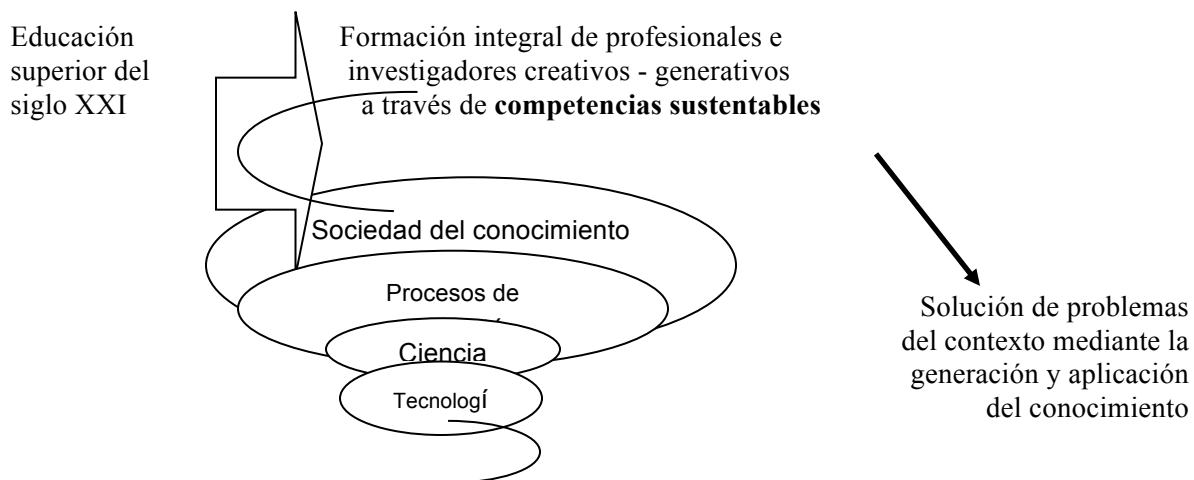 Educación
superior del
siglo XXI
Formación integral de profesionales e
investigadores creativos - generativos
a través de competencias sustentables
Sociedad del conocimiento
Procesos de
Ciencia
Tecnologí
Solución de problemas
del contexto mediante la
generación y aplicación
del conocimiento